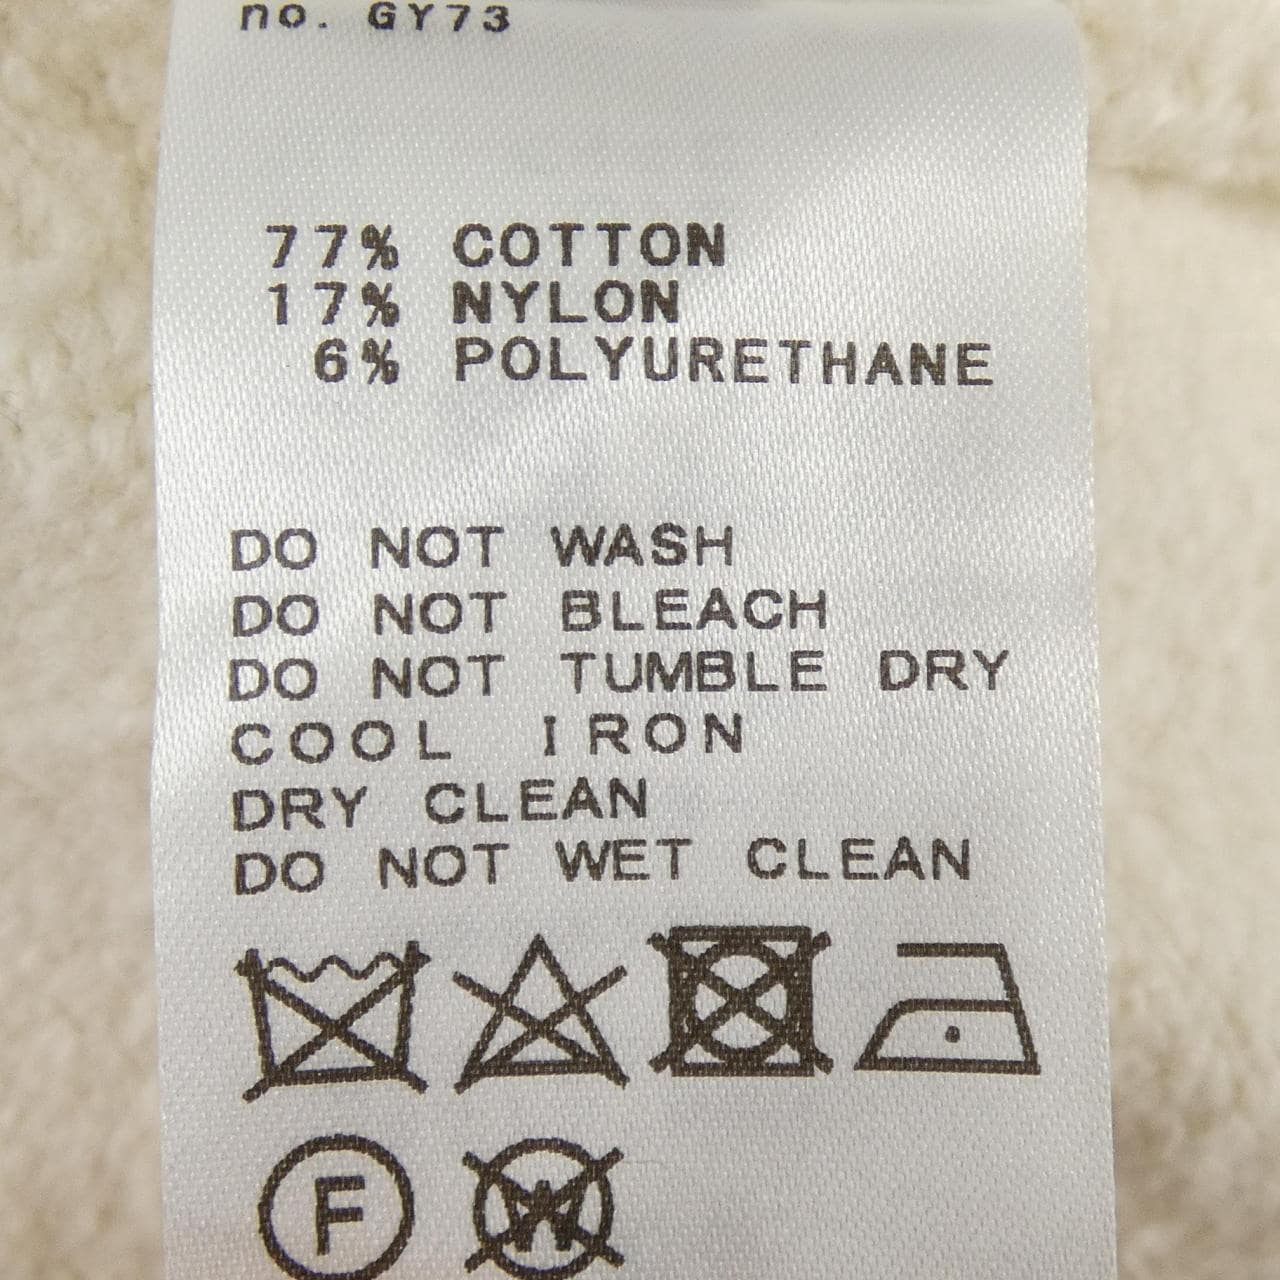 no. GY73
77% COTTON
17% NYLON
6% POLYURETHANE
DO NOT WASH
DO NOT BLEACH
DO NOT TUMBLE DRY
COOL IRON
DRY CLEAN
DO NOT WET CLEAN
F W